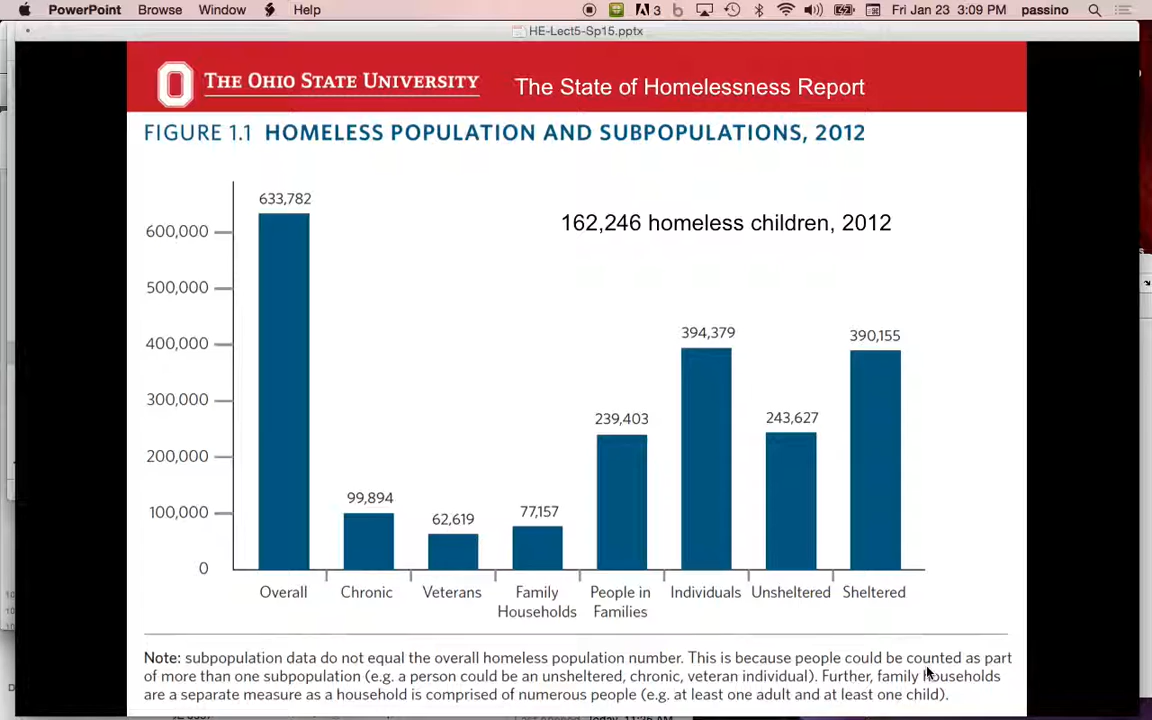 PowerPoint Browse Window Help 3 Fri Jan 23 3:09 PM passino
HE-Lect5-Sp15.pptx
THE OHIO STATE UNIVERSITY The State of Homelessness Report
FIGURE 1.1 HOMELESS POPULATION AND SUBPOPULATIONS, 2012
162,246 homeless children, 2012
600,000
500,000
400,000
300,000
200,000
100,000
0
633,782
99,894
62,619
77,157
239,403
394,379
243,627
390,155
Overall
Chronic
Veterans
Family
Households
People in
Families
Individuals
Unsheltered
Sheltered
Note: subpopulation data do not equal the overall homeless population number. This is because people could be counted as part
of more than one subpopulation (e.g. a person could be an unsheltered, chronic, veteran individual). Further, family households
are a separate measure as a household is comprised of numerous people (e.g. at least one adult and at least one child).